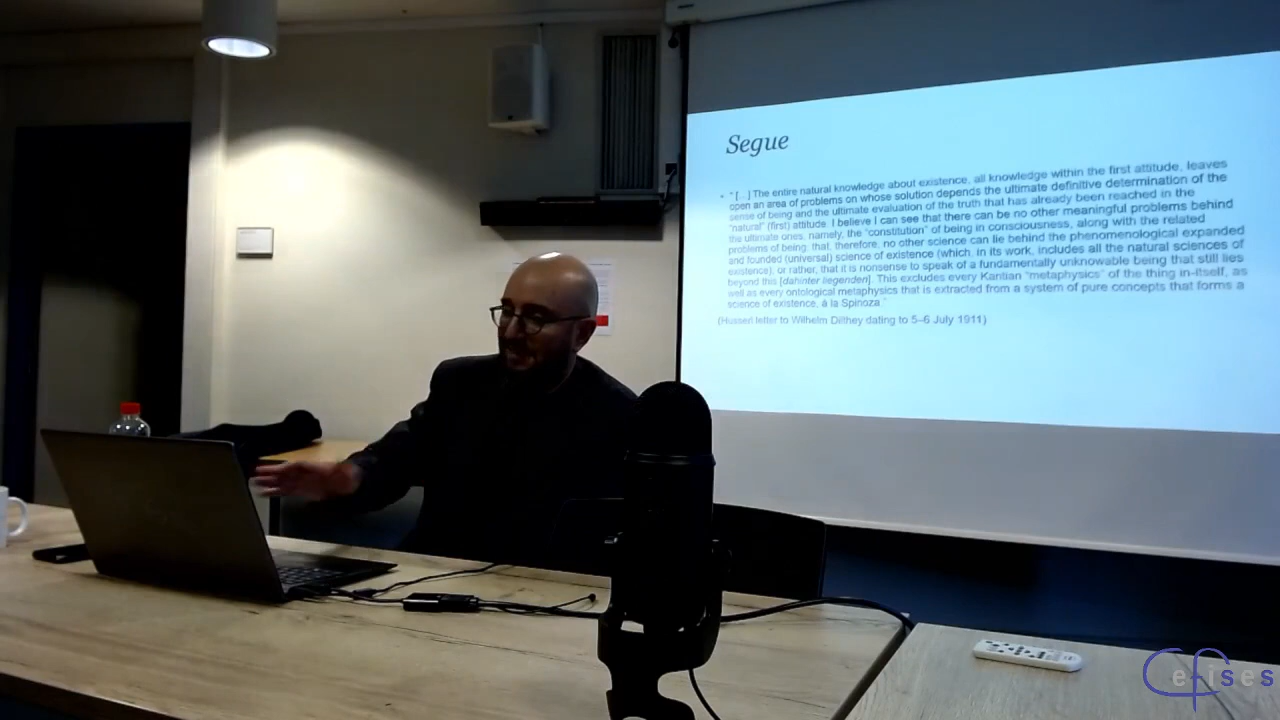 Segue
• " [...] The entire natural knowledge about existence, all knowledge within the first attitude, leaves
open an area of problems on whose solution depends the ultimate definitive determination of the
sense of being and the ultimate evaluation of the truth that has already been reached in the
"natural" (first) attitude. I believe I can see that there can be no other meaningful problems behind
the ultimate ones, namely, the "constitution" of being in consciousness, along with the related
problems of being; that, therefore, no other science can lie behind the phenomenological expanded
and founded (universal) science of existence (which, in its work, includes all the natural sciences of
existence), or rather, that it is nonsense to speak of a fundamentally unknowable being that still lies
beyond this [dahinter liegenden]. This excludes every Kantian "metaphysics" of the thing in-itself, as
well as every ontological metaphysics that is extracted from a system of pure concepts that forms a
science of existence, à la Spinoza."
(Husserl letter to Wilhelm Dilthey dating to 5–6 July 1911)
Cefises